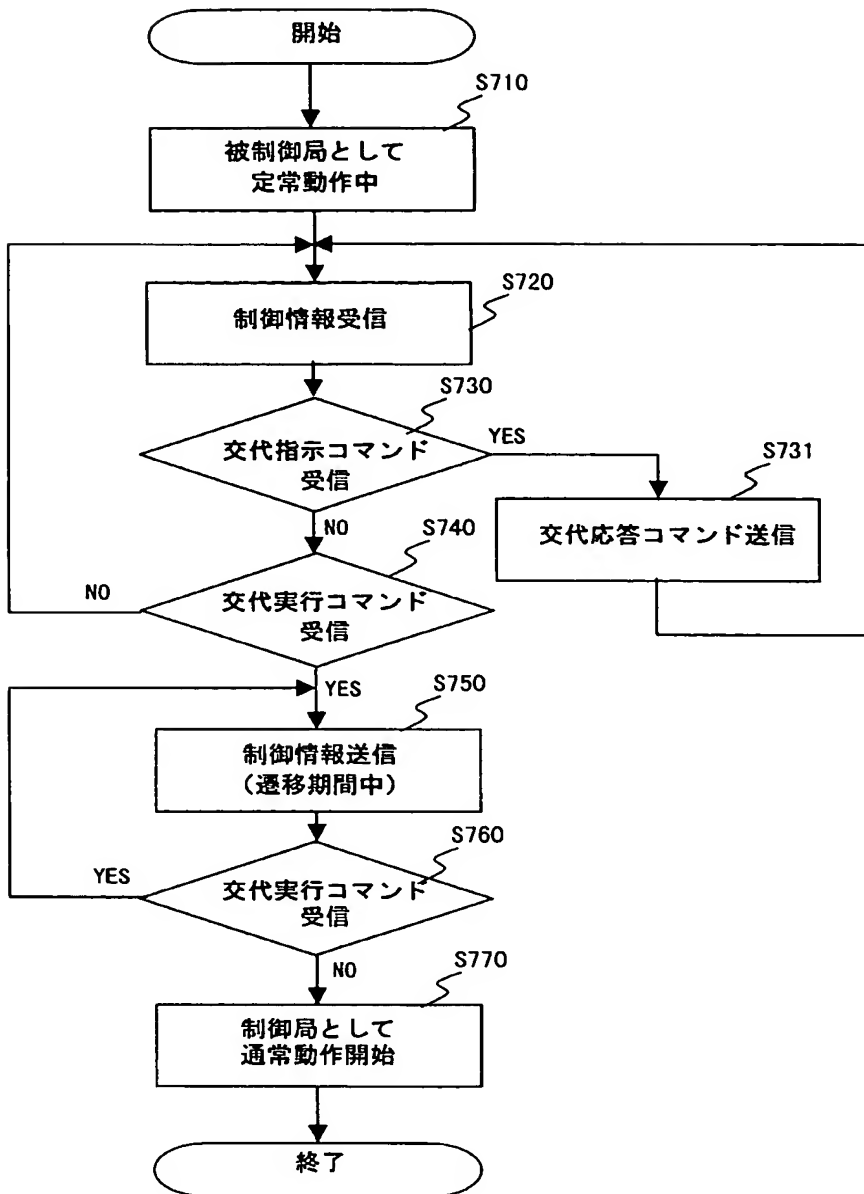 開始
S710
被制御局として
定常動作中
S720
制御情報受信
S730
交代指示コマンド
受信
YES
S731
交代応答コマンド送信
NO
S740
交代実行コマンド
受信
NO
YES
S750
制御情報送信
（遷移期間中）
S760
交代実行コマンド
受信
YES
NO
S770
制御局として
通常動作開始
終了